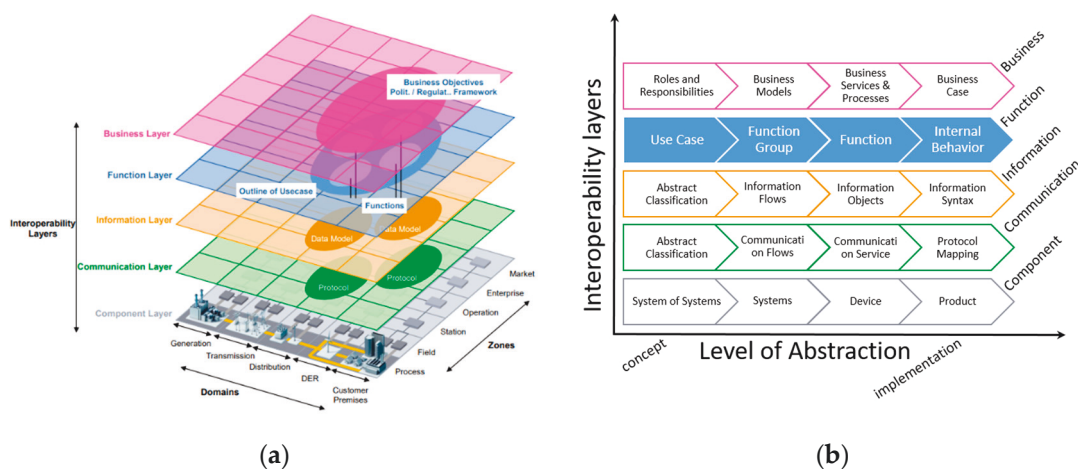 Business Objectives
Polit. / Regulat.. Framework
Business Layer
Function Layer
Outline of Usecase
Functions
Information Layer
Data Model
Data Model
Interoperability
Layers
Communication Layer
Protocol
Protocol
Component Layer
Market
Enterprise
Operation
Station
Field
Process
Zones
Generation
Transmission
Distribution
DER
Customer
Premises
Domains
(a)
Interoperability layers
Business
Roles and
Responsibilities
Business
Models
Business
Services &
Processes
Business
Case
Function
Use Case
Function
Group
Function
Internal
Behavior
Information
Abstract
Classification
Information
Flows
Information
Objects
Information
Syntax
Communication
Abstract
Classification
Communicati
on Flows
Communicati
on Service
Protocol
Mapping
Component
System of Systems
Systems
Device
Product
concept
Level of Abstraction
implementation
(b)